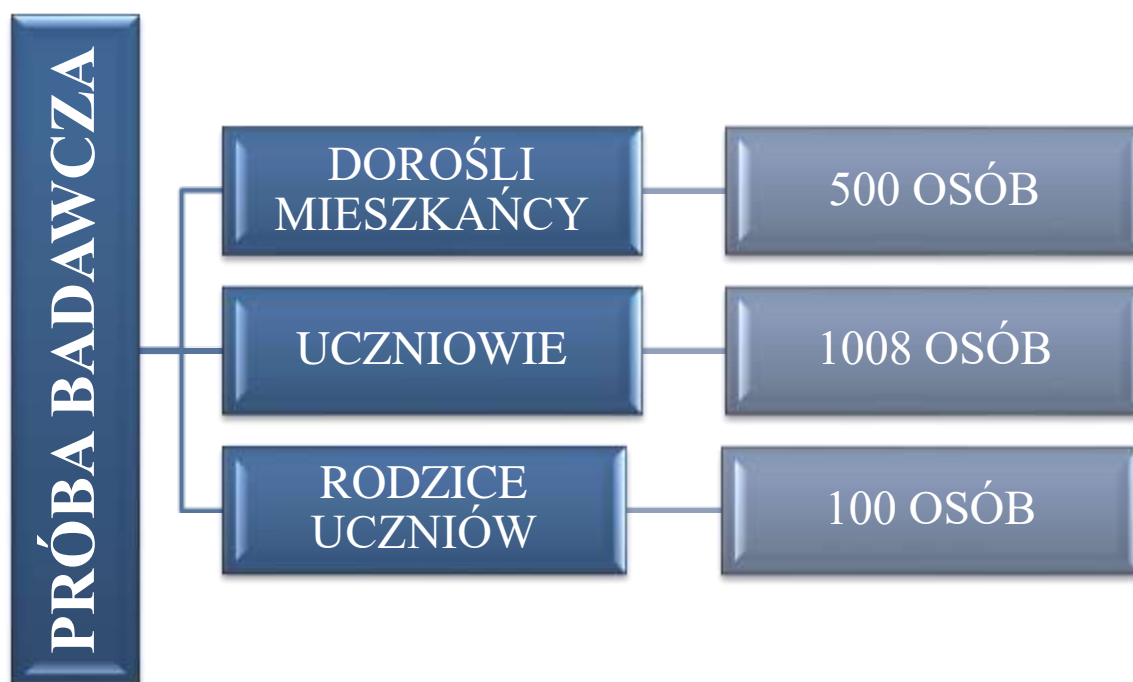 PRÓBA BADAWCZA
DOROŚLI
MIESZKAŃCY
500 OSÓB
UCZNIOWIE
1008 OSÓB
RODZICE
UCZNIÓW
100 OSÓB